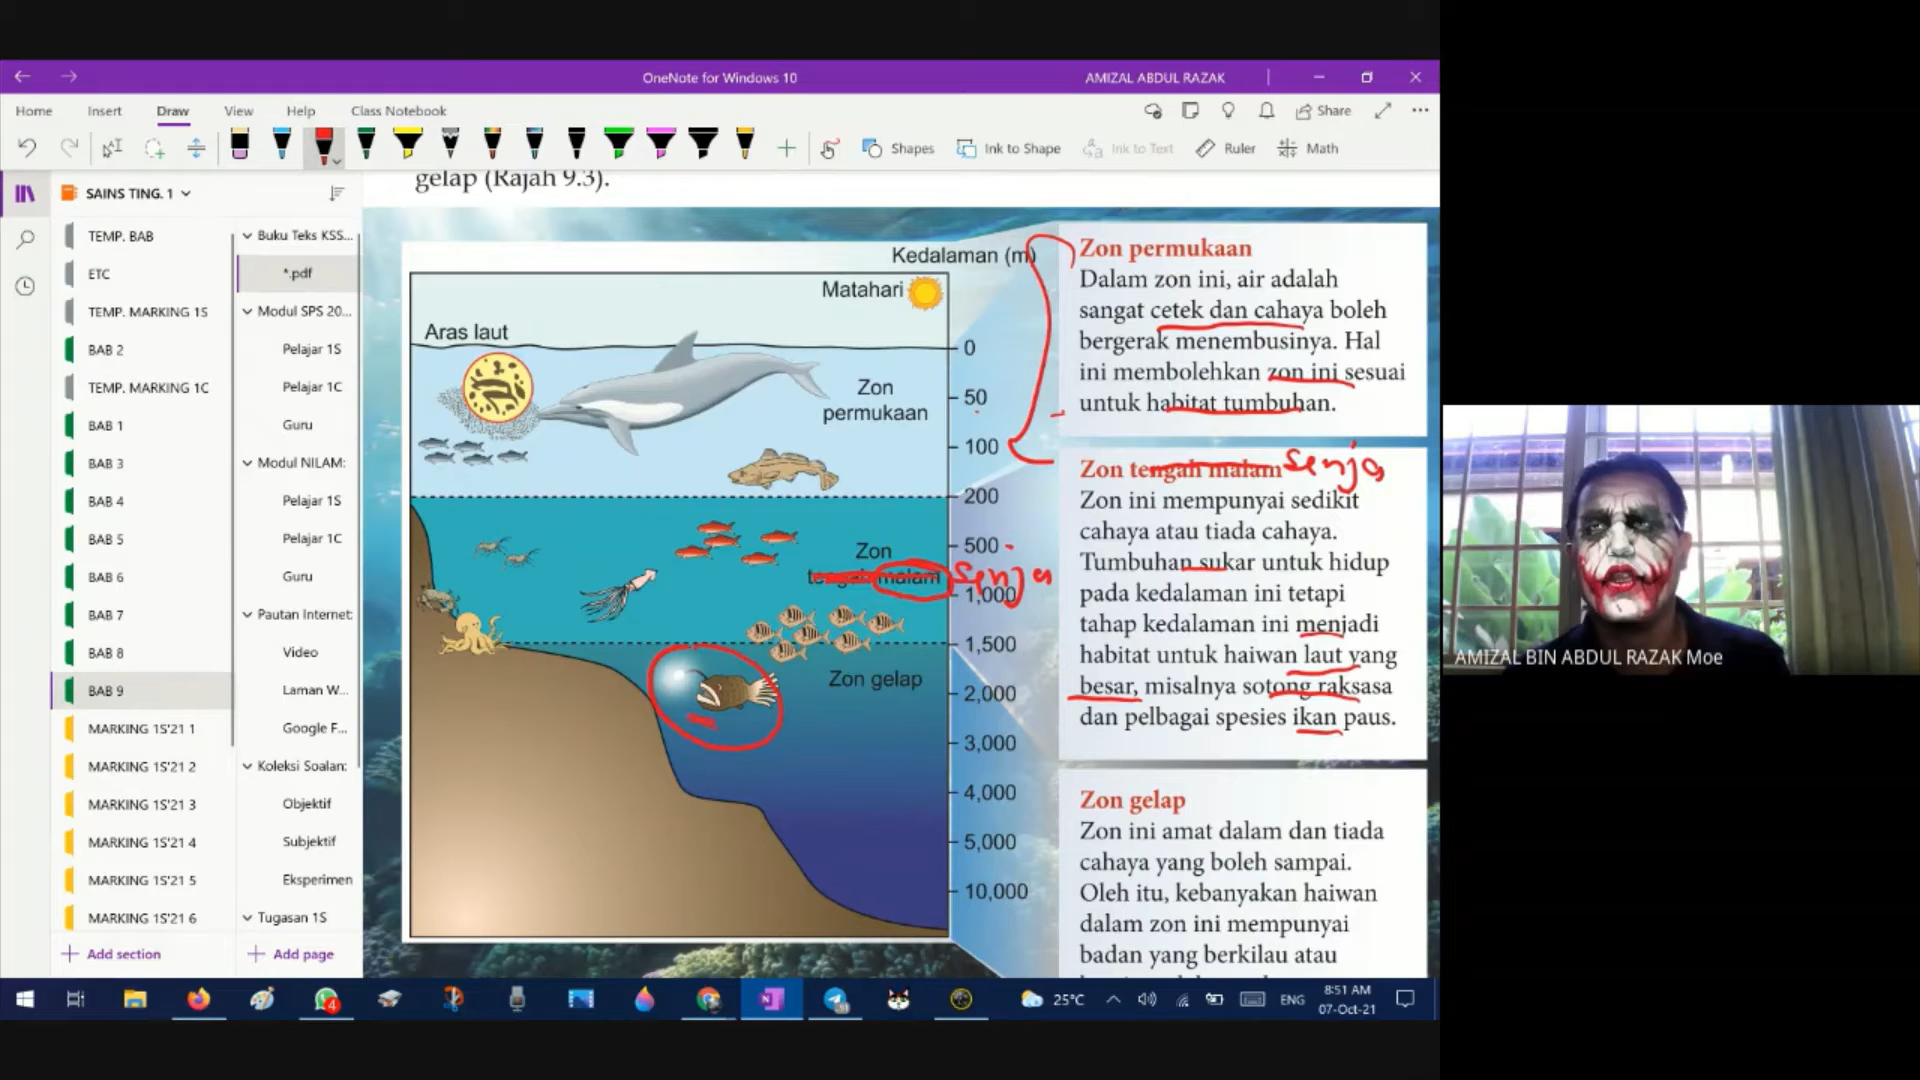 OneNote for Windows 10
AMIZAL ABDUL RAZAK
Home
Insert
Draw
View
Help
Class Notebook
Share
Shapes
Ink to Shape
Ink to Text
Ruler
Math
SAINS TING. 1
TEMP. BAB
ETC
TEMP. MARKING 1S
BAB 2
TEMP. MARKING 1C
BAB 1
BAB 3
BAB 4
BAB 5
BAB 6
BAB 7
BAB 8
BAB 9
MARKING 1S'21 1
MARKING 1S'21 2
MARKING 1S'21 3
MARKING 1S'21 4
MARKING 1S'21 5
MARKING 1S'21 6
Add section
Buku Teks KSS...
*.pdf
Modul SPS 20...
Pelajar 1S
Pelajar 1C
Guru
Modul NILAM:
Pelajar 1S
Pelajar 1C
Guru
Pautan Internet:
Video
Laman W...
Google F...
Koleksi Soalan:
Objektif
Subjektif
Eksperimen
Tugasan 1S
Add page
gelap (Rajah 9.3).
Kedalaman (m)
Matahari
Aras laut
0
Zon
permukaan
50
100
200
500
Zon
tengah malam senja
1,000
1,500
Zon gelap
2,000
3,000
4,000
5,000
10,000
Zon permukaan
Dalam zon ini, air adalah
sangat cetek dan cahaya boleh
bergerak menembusinya. Hal
ini membolehkan zon ini sesuai
untuk habitat tumbuhan.
Zon tengah malam senja
Zon ini mempunyai sedikit
cahaya atau tiada cahaya.
Tumbuhan sukar untuk hidup
pada kedalaman ini tetapi
tahap kedalaman ini menjadi
habitat untuk haiwan laut yang
besar, misalnya sotong raksasa
dan pelbagai spesies ikan paus.
Zon gelap
Zon ini amat dalam dan tiada
cahaya yang boleh sampai.
Oleh itu, kebanyakan haiwan
dalam zon ini mempunyai
badan yang berkilau atau
AMIZAL BIN ABDUL RAZAK Moe
4
25°C
ENG
8:51 AM
07-Oct-21